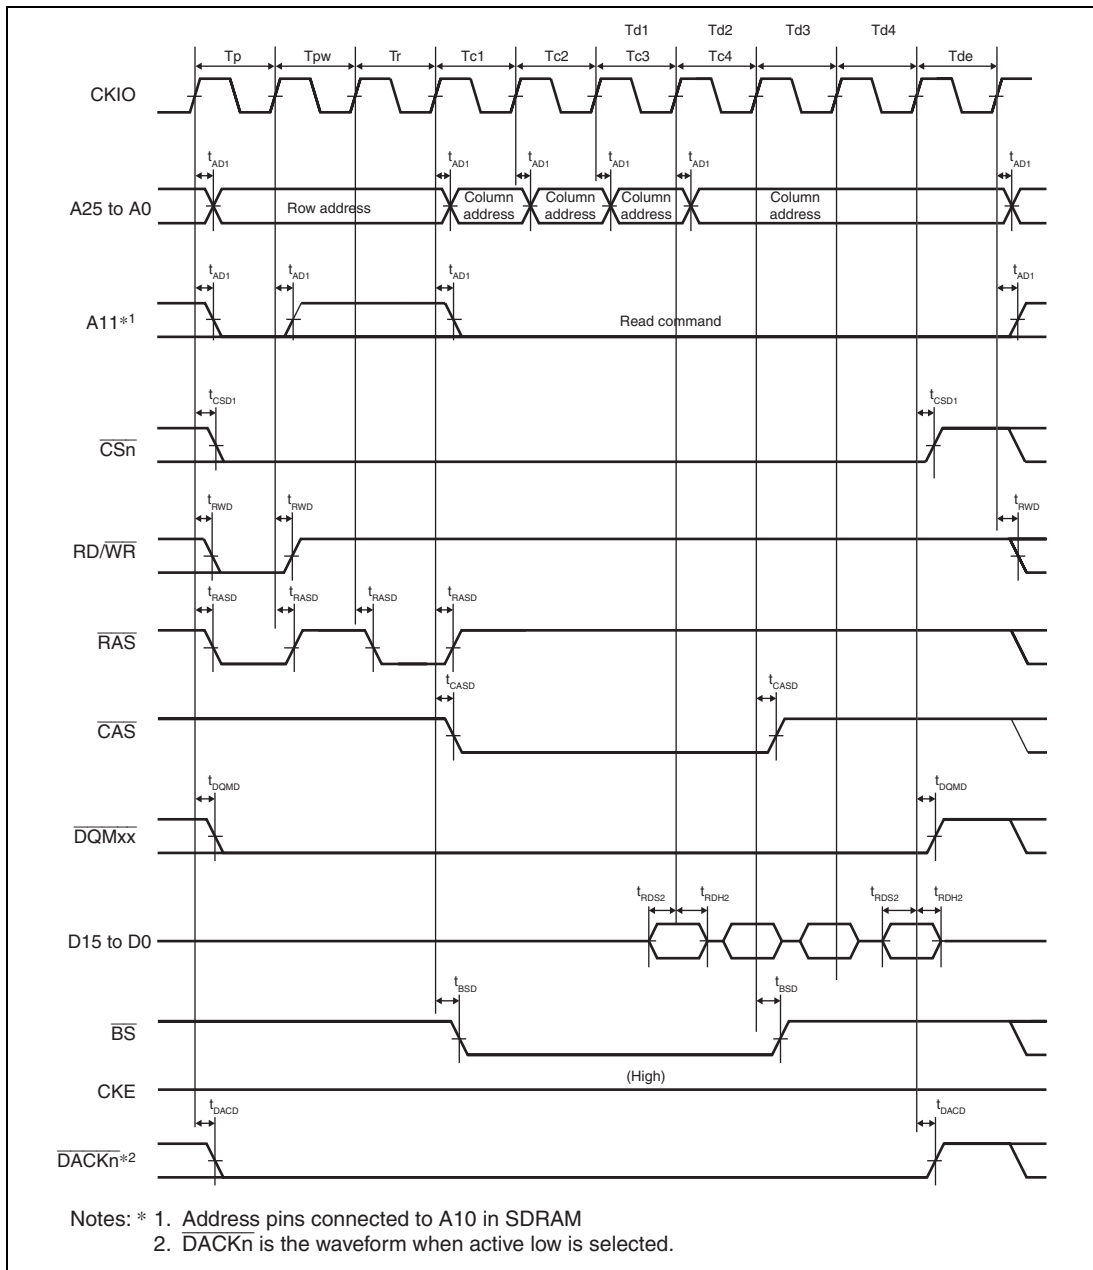 Td1 Td2 Td3 Td4
Tp Tpw Tr Tc1 Tc2 Tc3 Tc4 Tde
CKIO
tAD1 tAD1 tAD1 tAD1 tAD1 tAD1
A25 to A0
Row address
Column address
Column address
Column address
Column address
tAD1 tAD1 tAD1 tAD1
A11*1
Read command
tCSD1 tCSD1
CSn
tRWD tRWD tRWD
RD/WR
tRASD tRASD tRASD tRASD
RAS
tCASD tCASD
CAS
tDQMD tDQMD
DQMxx
tRDS2 tRDH2 tRDS2 tRDH2
D15 to D0
tBSD tBSD
BS
(High)
CKE
tDACD tDACD
DACKn*2
Notes: * 1. Address pins connected to A10 in SDRAM
2. DACKn is the waveform when active low is selected.